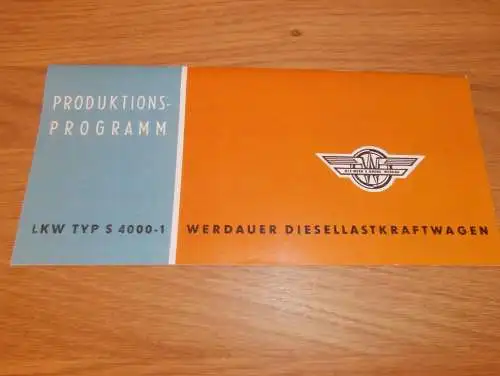 PRODUKTIONS-
PROGRAMM
LKW TYP S 4000-1
WERDAUER DIESELLASTKRAFTWAGEN